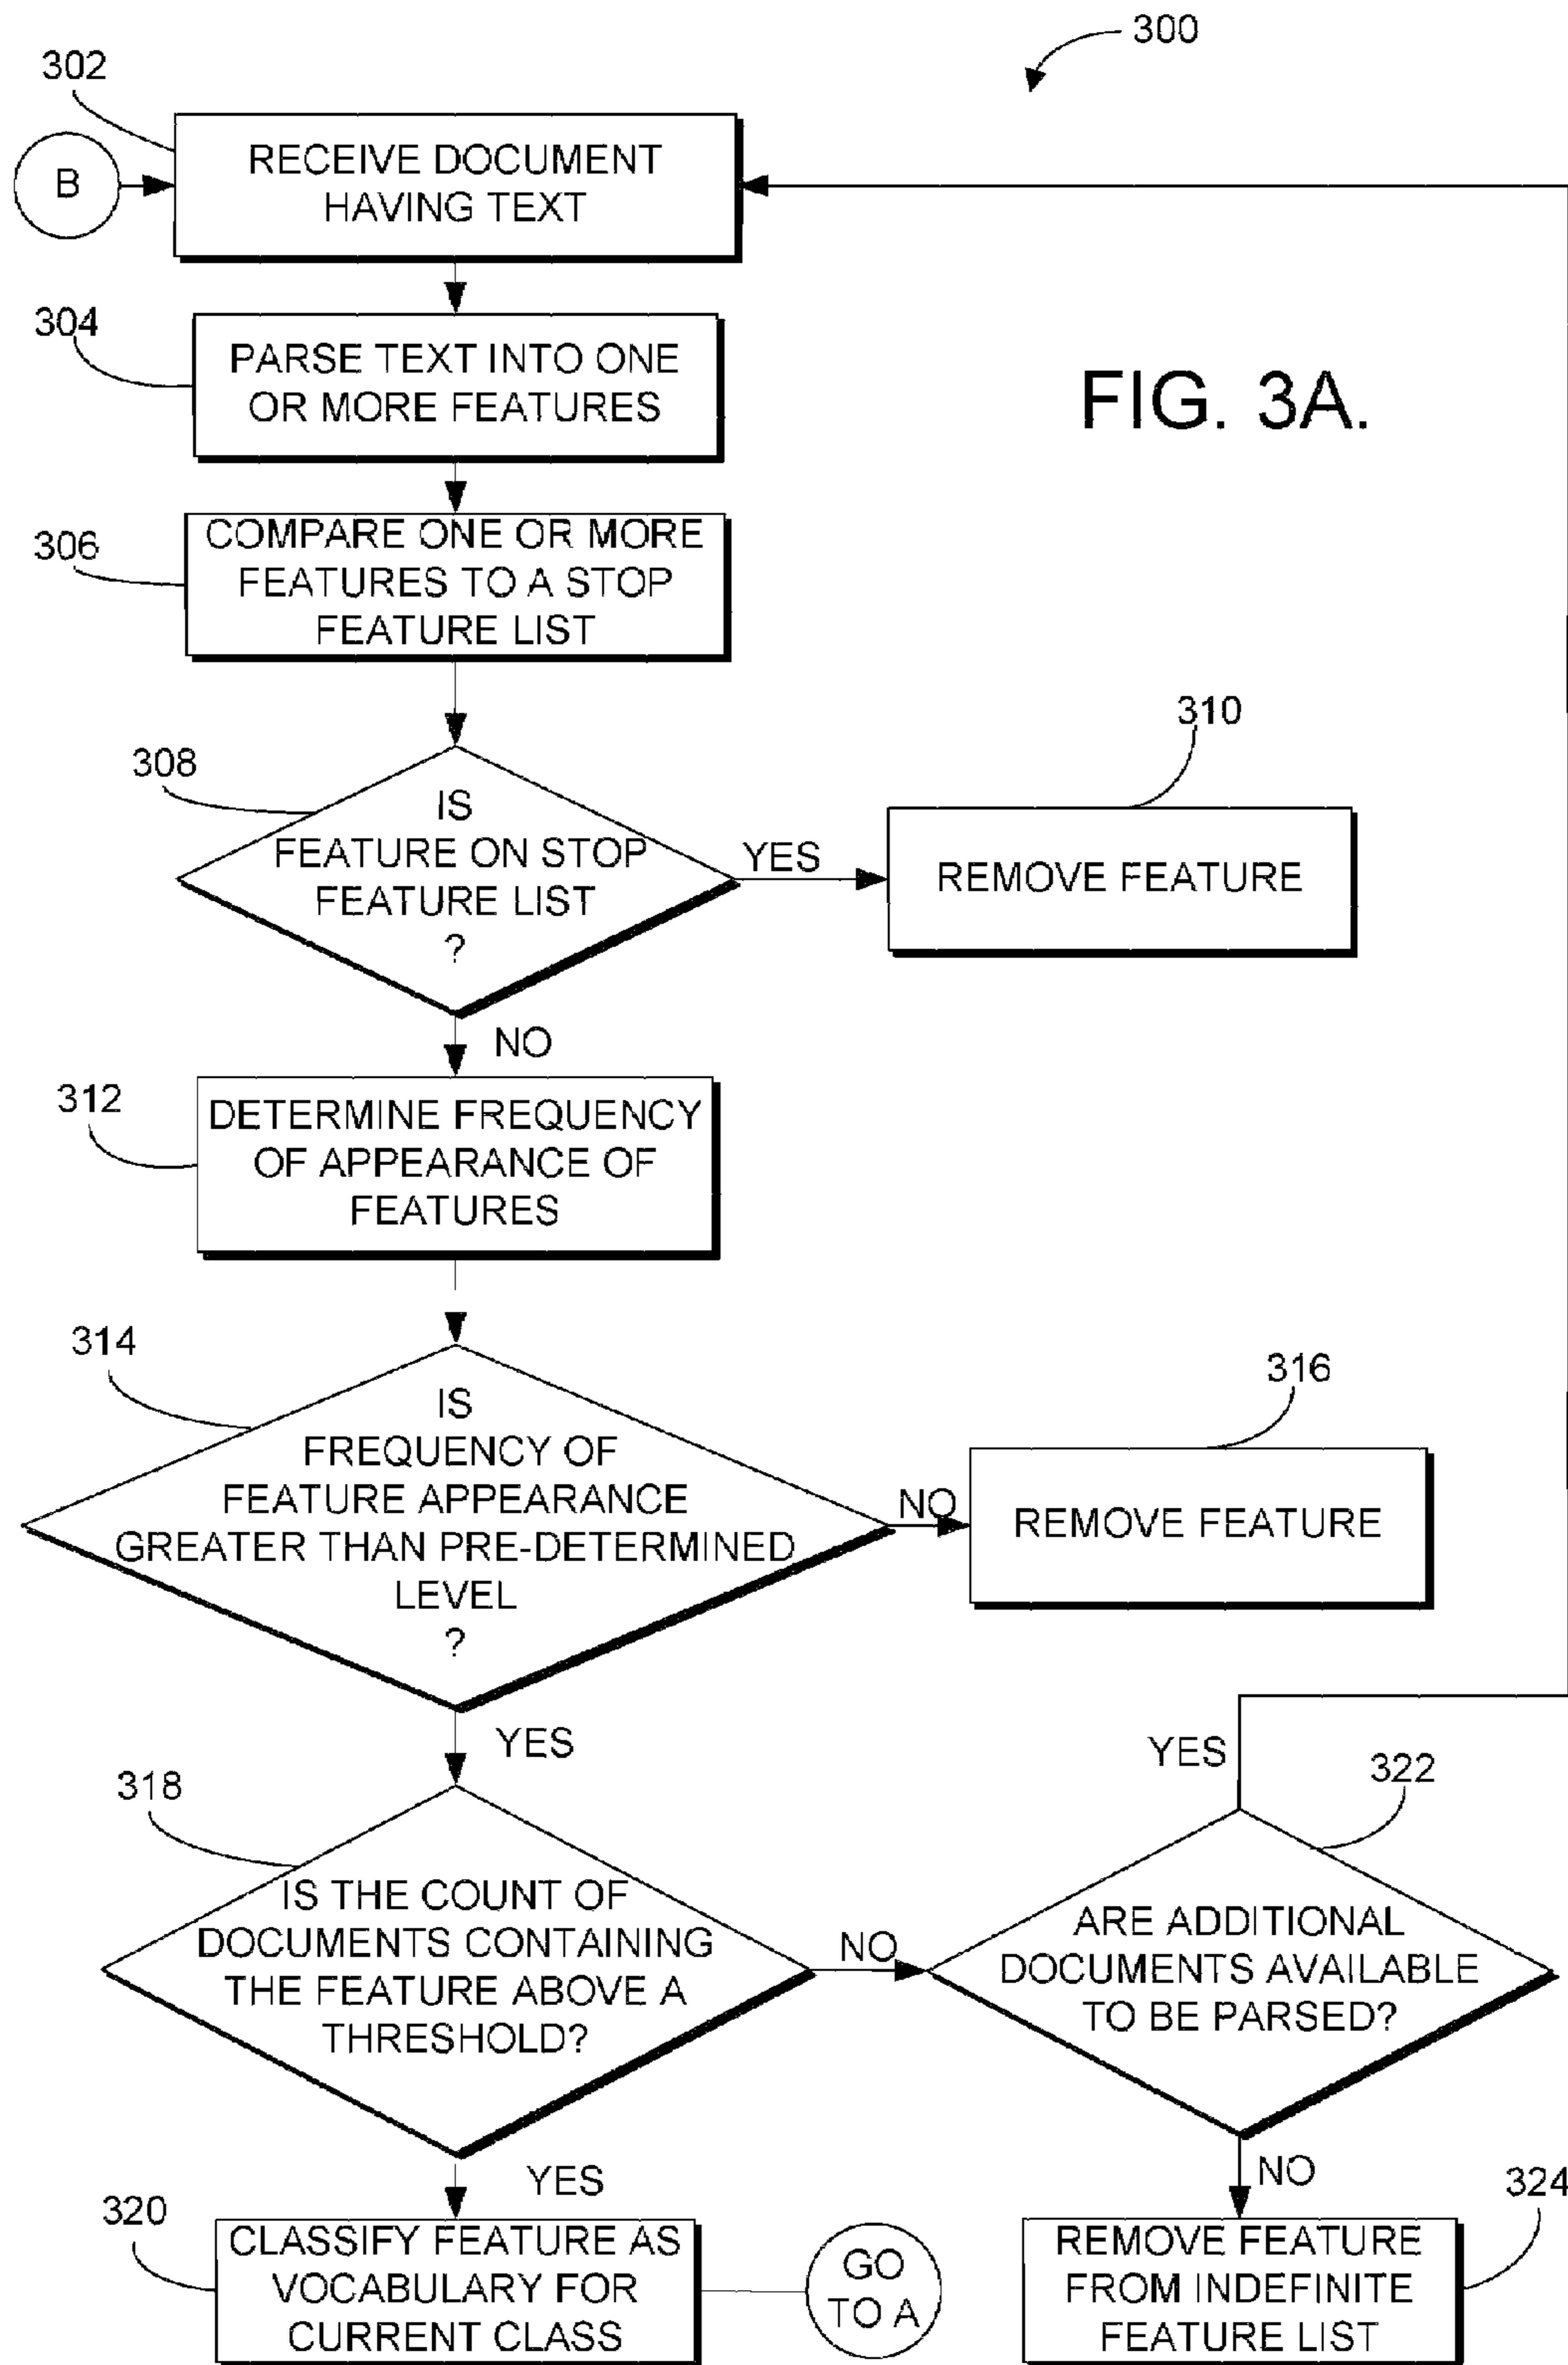 300
302
B
RECEIVE DOCUMENT
HAVING TEXT
304
PARSE TEXT INTO ONE
OR MORE FEATURES
FIG. 3A.
306
COMPARE ONE OR MORE
FEATURES TO A STOP
FEATURE LIST
308
IS
FEATURE ON STOP
FEATURE LIST
?
YES
310
REMOVE FEATURE
NO
312
DETERMINE FREQUENCY
OF APPEARANCE OF
FEATURES
314
IS
FREQUENCY OF
FEATURE APPEARANCE
GREATER THAN PRE-DETERMINED
LEVEL
?
NO
316
REMOVE FEATURE
YES
318
IS THE COUNT OF
DOCUMENTS CONTAINING
THE FEATURE ABOVE A
THRESHOLD?
NO
YES
322
ARE ADDITIONAL
DOCUMENTS AVAILABLE
TO BE PARSED?
YES
320
CLASSIFY FEATURE AS
VOCABULARY FOR
CURRENT CLASS
GO
TO A
NO
324
REMOVE FEATURE
FROM INDEFINITE
FEATURE LIST